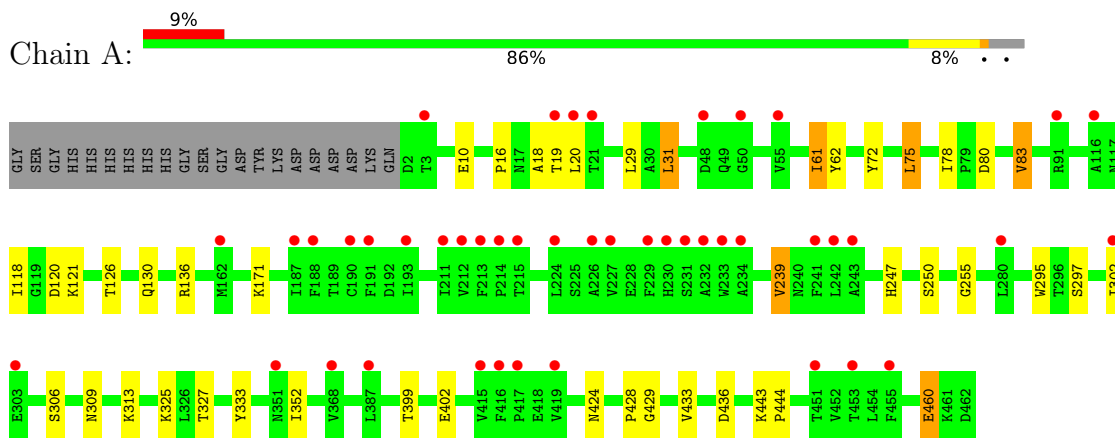 9%
Chain A:
86% 8% . .
GLY SER GLY HIS HIS HIS HIS HIS HIS HIS GLY SER GLY ASP TYR LYS ASP ASP ASP ASP LYS GLN D2 T3 E10 P16 N17 A18 T19 L20 T21 L29 A30 L31 D48 Q49 G50 V55 I61 Y62 Y72 L75 I78 P79 D80 V83 R91 A116 N117
I118 G119 D120 K121 T126 Q130 R136 M162 K171 I187 F188 T189 C190 F191 D192 I193 I211 V212 F213 P214 T215 L224 S225 A226 V227 E228 F229 H230 S231 A232 W233 A234 V239 N240 F241 L242 A243 H247 S250 G255 L280 W295 T296 S297 I302
E303 S306 N309 K313 K325 L326 T327 Y333 N351 I352 V368 L387 T399 E402 V415 F416 P417 E418 V419 N424 P428 G429 V433 D436 K443 P444 T451 V452 T453 L454 F455 E460 K461 D462